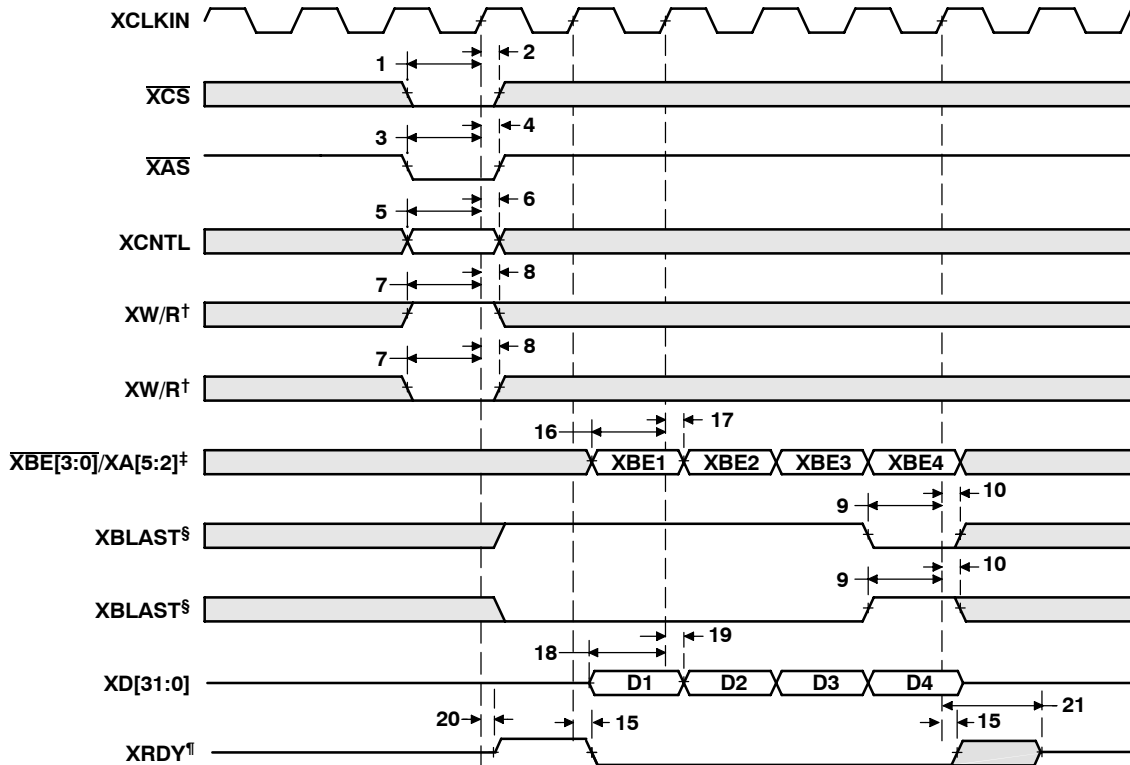 XCLKIN
1
2
XCS
3
4
XAS
5
6
XCNTL
7
8
XW/R†
7
8
XW/R†
16
17
XBE[3:0]/XA[5:2]‡
XBE1
XBE2
XBE3
XBE4
9
10
XBLAST§
9
10
XBLAST§
18
19
XD[31:0]
D1
D2
D3
D4
20
15
15
21
XRDY¶